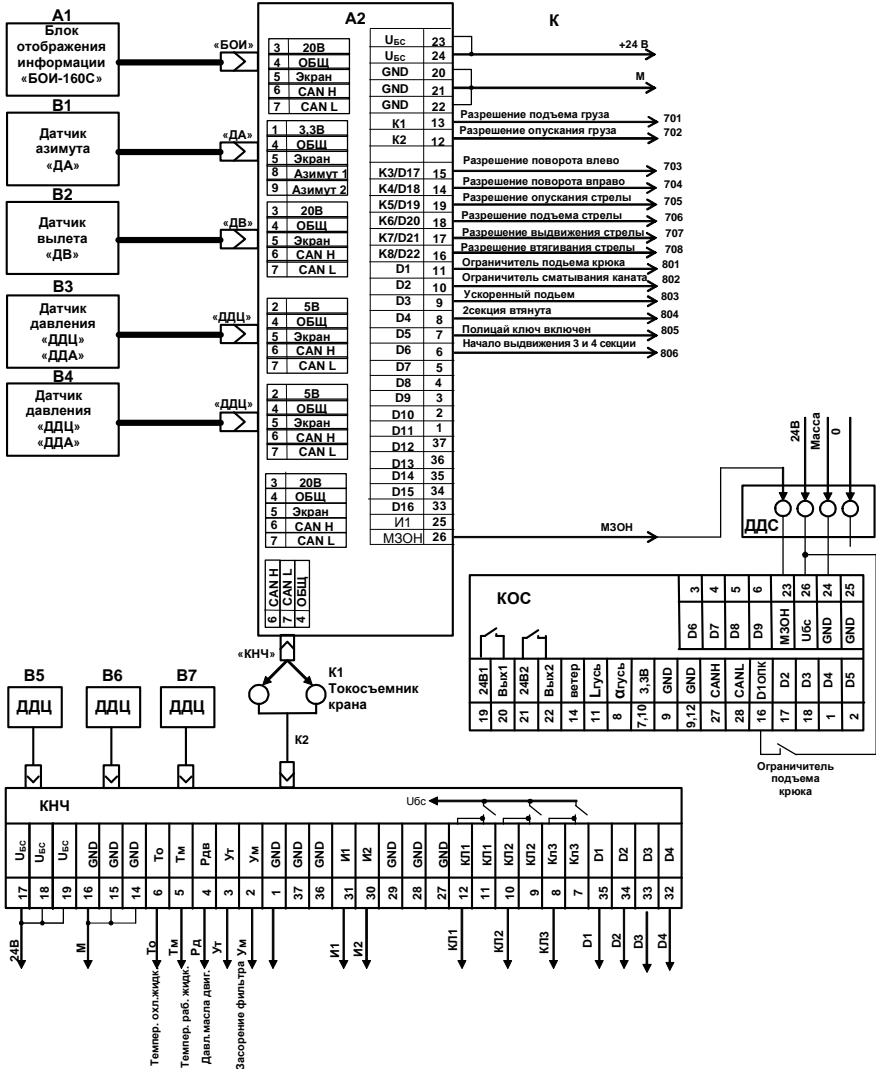 А1
Блок
отображения
информации
«БОИ-160С»
«БОИ»
В1
Датчик
азимута
«ДА»
«ДА»
В2
Датчик
вылета
«ДВ»
«ДВ»
В3
Датчик
давления
«ДДЦ»
«ДДА»
«ДДЦ»
В4
Датчик
давления
«ДДЦ»
«ДДА»
«ДДЦ»
А2
3 20В
4 ОБЩ
5 Экран
6 CAN H
7 CAN L
1 3,3В
4 ОБЩ
5 Экран
8 Азимут 1
9 Азимут 2
3 20В
4 ОБЩ
5 Экран
6 CAN H
7 CAN L
2 5В
4 ОБЩ
5 Экран
6 CAN H
7 CAN L
2 5В
4 ОБЩ
5 Экран
6 CAN H
7 CAN L
3 20В
4 ОБЩ
5 Экран
6 CAN H
7 CAN L
6 CAN H
7 CAN L
4 ОБЩ
К
UБС 23
UБС 24
+24 В
GND 20
GND 21
GND 22
М
К1 13 Разрешение подъема груза 701
К2 12 Разрешение опускания груза 702
К3/D17 15 Разрешение поворота влево 703
К4/D18 14 Разрешение поворота вправо 704
К5/D19 19 Разрешение опускания стрелы 705
К6/D20 18 Разрешение подъема стрелы 706
К7/D21 17 Разрешение выдвижения стрелы 707
К8/D22 16 Разрешение втягивания стрелы 708
D1 11 Ограничитель подьема крюка 801
D2 10 Ограничитель сматывания каната 802
D3 9 Ускоренный подьем 803
D4 8 2секция втянута 804
D5 7 Полицай ключ включен 805
D6 6 Начало выдвижения 3 и 4 секции 806
D7 5
D8 4
D9 3
D10 2
D11 1
D12 37
D13 36
D14 35
D15 34
D16 33
И1 25
МЗОН 26
МЗОН
24В
Масса
0
ДДС
КОС
D6 3
D7 4
D8 5
D9 6
МЗОН 23
Uбс 26
GND 24
GND 25
24В1 19
Вых1 20
24В2 21
Вых2 22
ветер 14
Lгусь 11
αгусь 8
3,3В 7,10
GND 9
GND 9,12
CANH 27
CANL 28
D1ОПК 16
D2 17
D3 18
D4 1
D5 2
Ограничитель
подъема
крюка
«КНЧ»
К1
Токосъемник
крана
К2
В5
ДДЦ
В6
ДДЦ
В7
ДДЦ
КНЧ
Uбс
UБС 17
UБС 18
UБС 19
GND 16
GND 15
GND 14
То 6
Тм 5
Рдв 4
Ут 3
Ум 2
GND 1
GND 37
GND 36
И1 31
И2 30
GND 29
GND 28
GND 27
КП1 12
КП1 11
КП2 10
КП2 9
Кп3 8
Кп3 7
D1 35
D2 34
D3 33
D4 32
24В
М
То
Тм
Рд
Ут
Ум
И1
И2
КП1
КП2
КП3
D1
D2
D3
D4
Темпер. охл.жидк.
Темпер. раб. жидк.
Давл.масла двиг.
Засорение фильтра